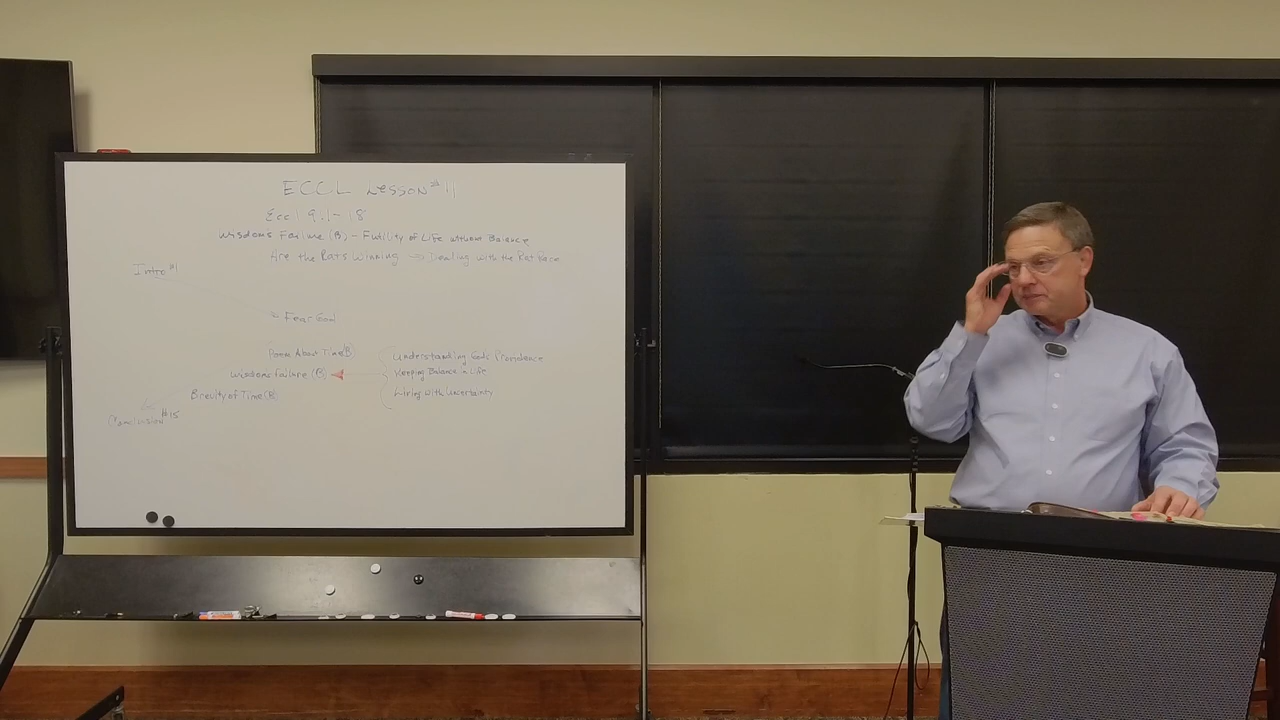 ECCL Lesson #11
Eccl 9:1-18
Wisdoms Failure (B) - Futility of Life without Balance
Are the Rats Winning → Dealing with the Rat Race
Intro #1
Fear God
Poem About Time (B)
Wisdoms Failure (B)
Brevity of Time (B)
Conclusion #15
Understanding Gods Providence
Keeping Balance in Life
Living with Uncertainty